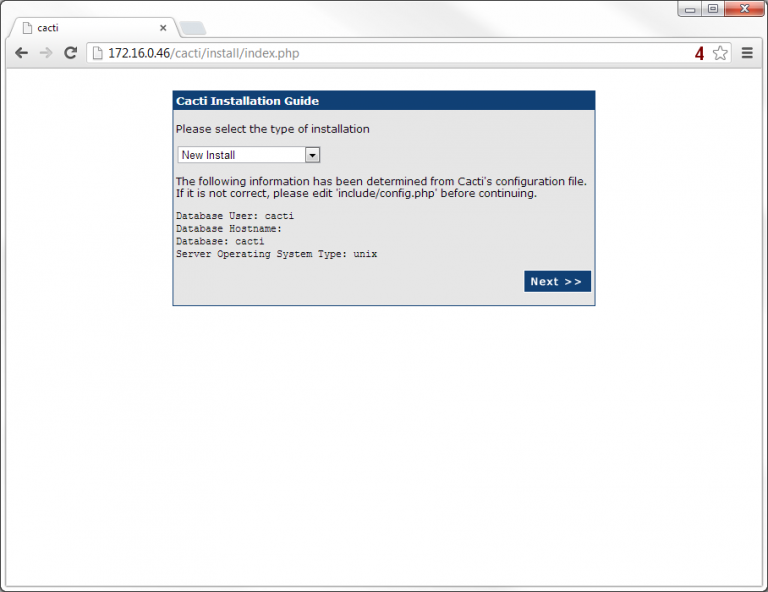 cacti
172.16.0.46/cacti/install/index.php 4
Cacti Installation Guide
Please select the type of installation
New Install
The following information has been determined from Cacti's configuration file.
If it is not correct, please edit 'include/config.php' before continuing.
Database User: cacti
Database Hostname:
Database: cacti
Server Operating System Type: unix
Next >>